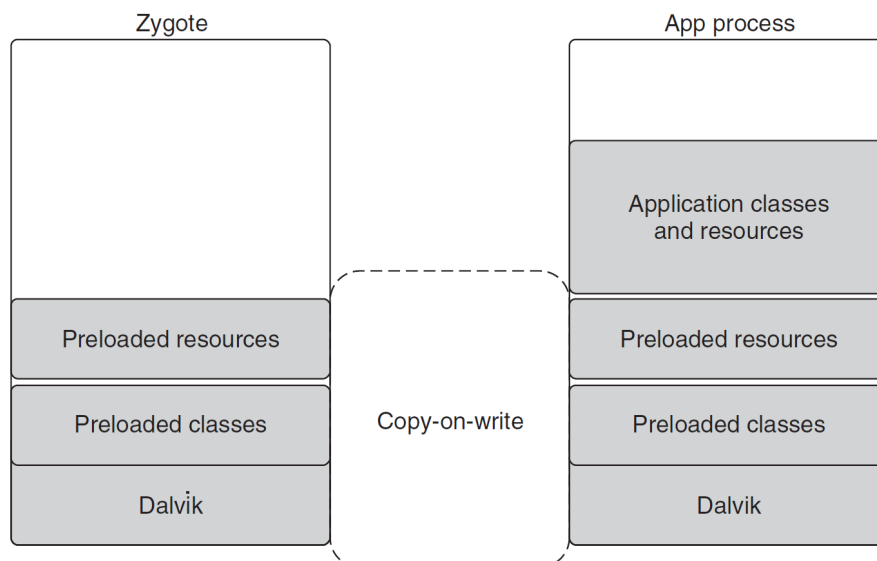 Zygote
App process
Application classes
and resources
Preloaded resources
Preloaded resources
Preloaded classes
Copy-on-write
Preloaded classes
Dalvik
Dalvik